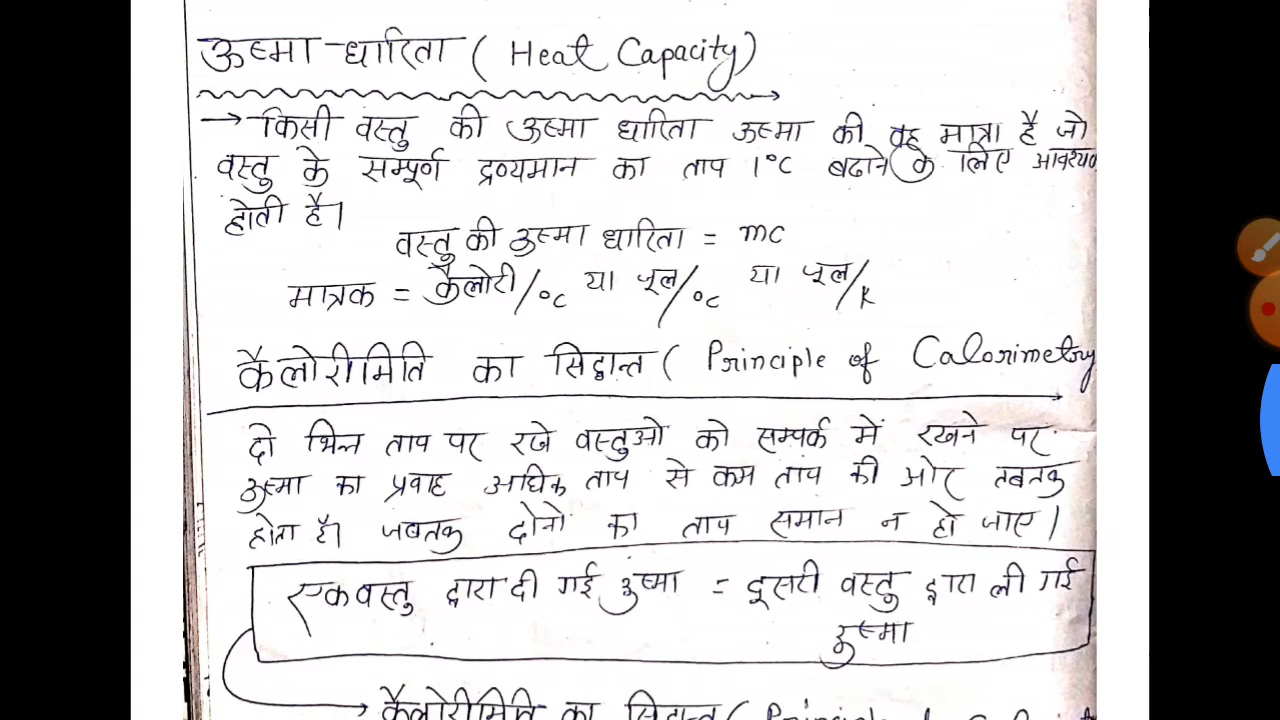 ऊष्मा-धारिता ( Heat Capacity)
→ किसी वस्तु की ऊष्मा धारिता ऊष्मा की वह मात्रा है जो
वस्तु के सम्पूर्ण द्रव्यमान का ताप 1°C बढाने के लिए आवश्यक
होती है।
वस्तु की ऊष्मा धारिता = mc
मात्रक = कैलोरी/°C या जूल/°C या जूल/K
कैलोरीमिति का सिद्धान्त ( Principle of Calorimetry
दो भिन्न ताप पर रखे वस्तुओ को सम्पर्क में रखने पर
ऊष्मा का प्रवाह अधिक ताप से कम ताप की ओर तबतक
होता है। जबतक दोनो का ताप समान न हो जाए।
एक वस्तु द्वारा दी गई ऊष्मा = दूसरी वस्तु द्वारा ली गई
ऊष्मा
→ कैलोरीमिति का सिद्धान्त (